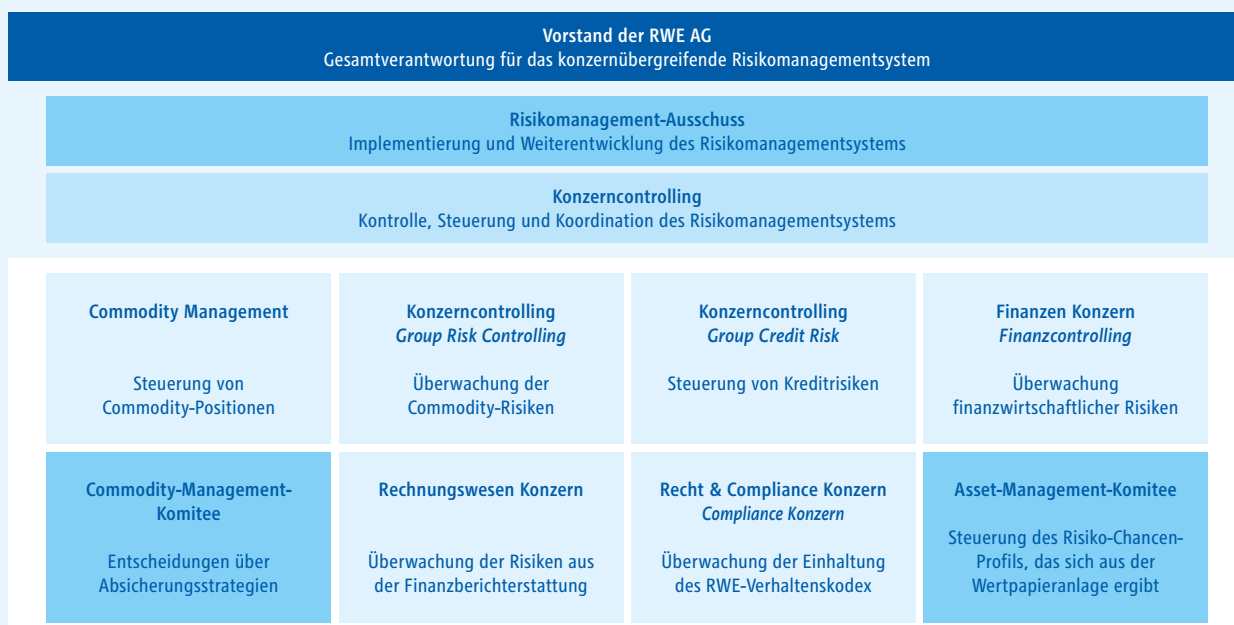 Vorstand der RWE AG
Gesamtverantwortung für das konzernübergreifende Risikomanagementsystem
Risikomanagement-Ausschuss
Implementierung und Weiterentwicklung des Risikomanagementsystems
Konzerncontrolling
Kontrolle, Steuerung und Koordination des Risikomanagementsystems
Commodity Management
Steuerung von
Commodity-Positionen
Konzerncontrolling
Group Risk Controlling
Überwachung der
Commodity-Risiken
Konzerncontrolling
Group Credit Risk
Steuerung von Kreditrisiken
Finanzen Konzern
Finanzcontrolling
Überwachung
finanzwirtschaftlicher Risiken
Commodity-Management-
Komitee
Entscheidungen über
Absicherungsstrategien
Rechnungswesen Konzern
Überwachung der Risiken aus
der Finanzberichterstattung
Recht & Compliance Konzern
Compliance Konzern
Überwachung der Einhaltung
des RWE-Verhaltenskodex
Asset-Management-Komitee
Steuerung des Risiko-Chancen-
Profils, das sich aus der
Wertpapieranlage ergibt